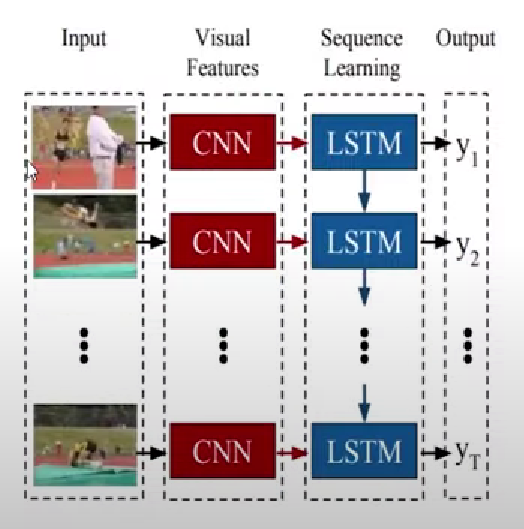 Input
Visual
Features
Sequence
Learning
Output
CNN
LSTM
y1
CNN
LSTM
y2
CNN
LSTM
yT